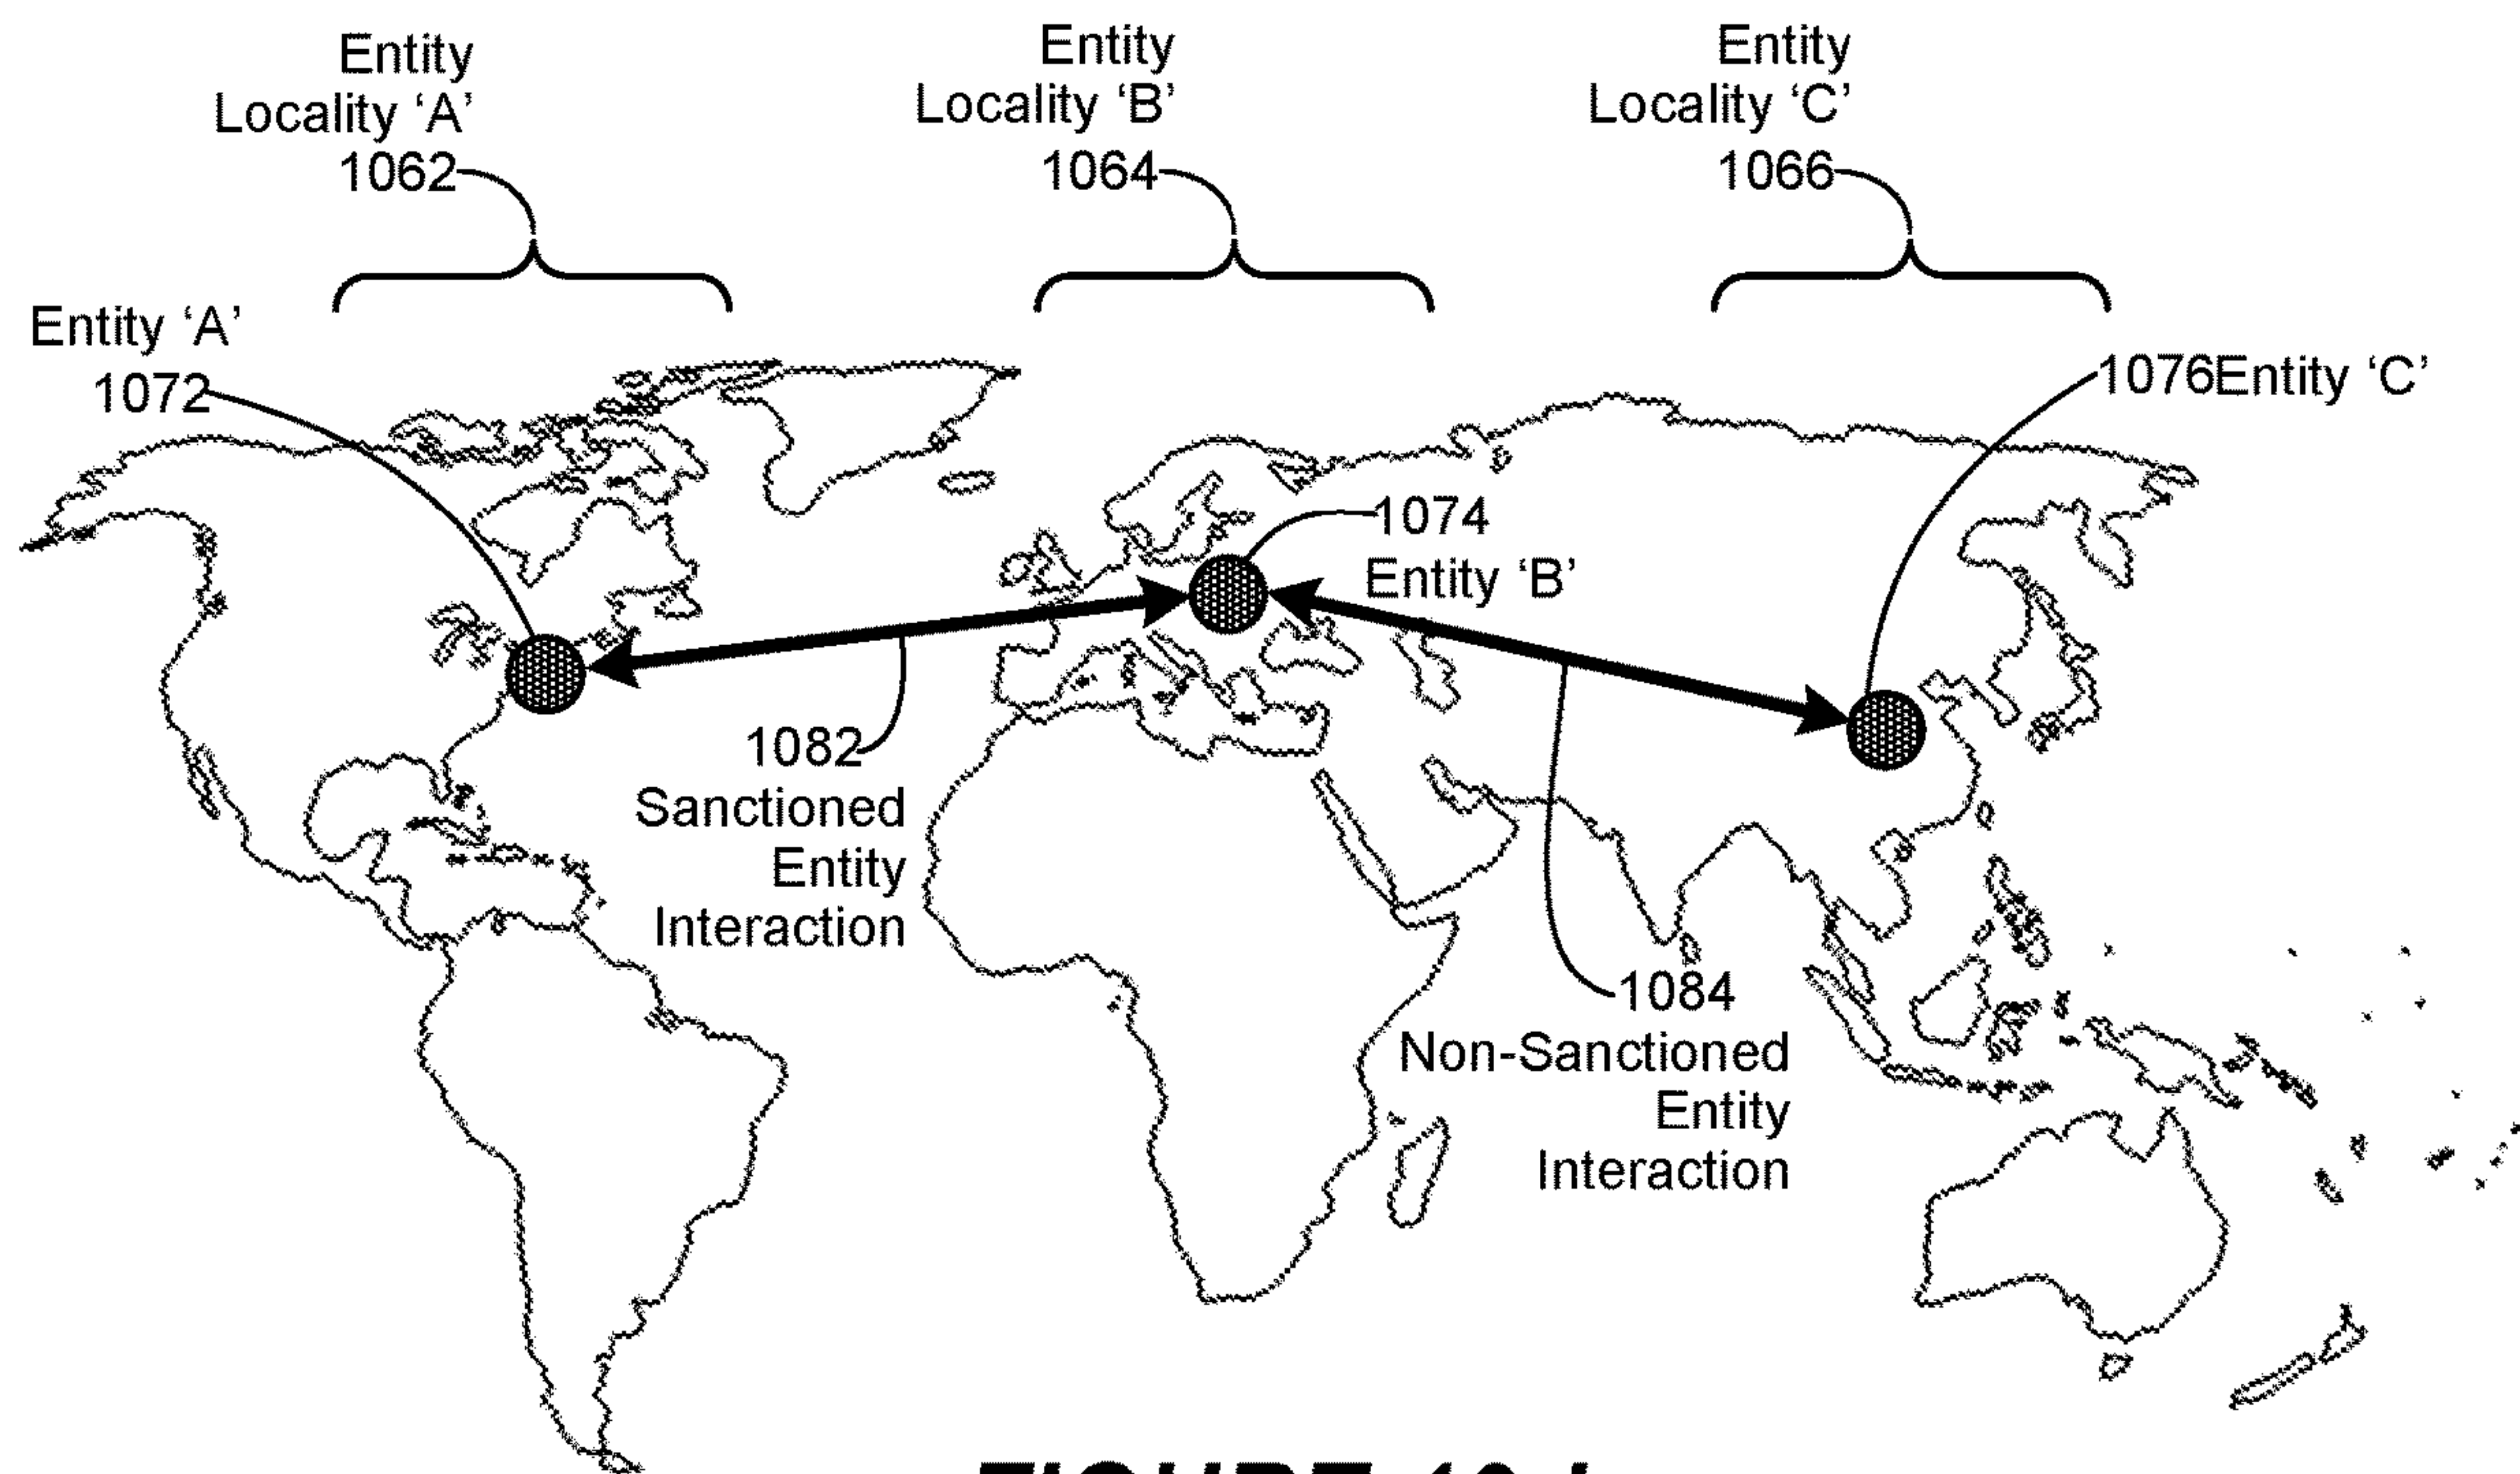 Entity
Locality ‘A’
1062
Entity
Locality ‘B’
1064
Entity
Locality ‘C’
1066
Entity ‘A’
1072
1076Entity ‘C’
1074
Entity ‘B’
1082
Sanctioned
Entity
Interaction
1084
Non-Sanctioned
Entity
Interaction